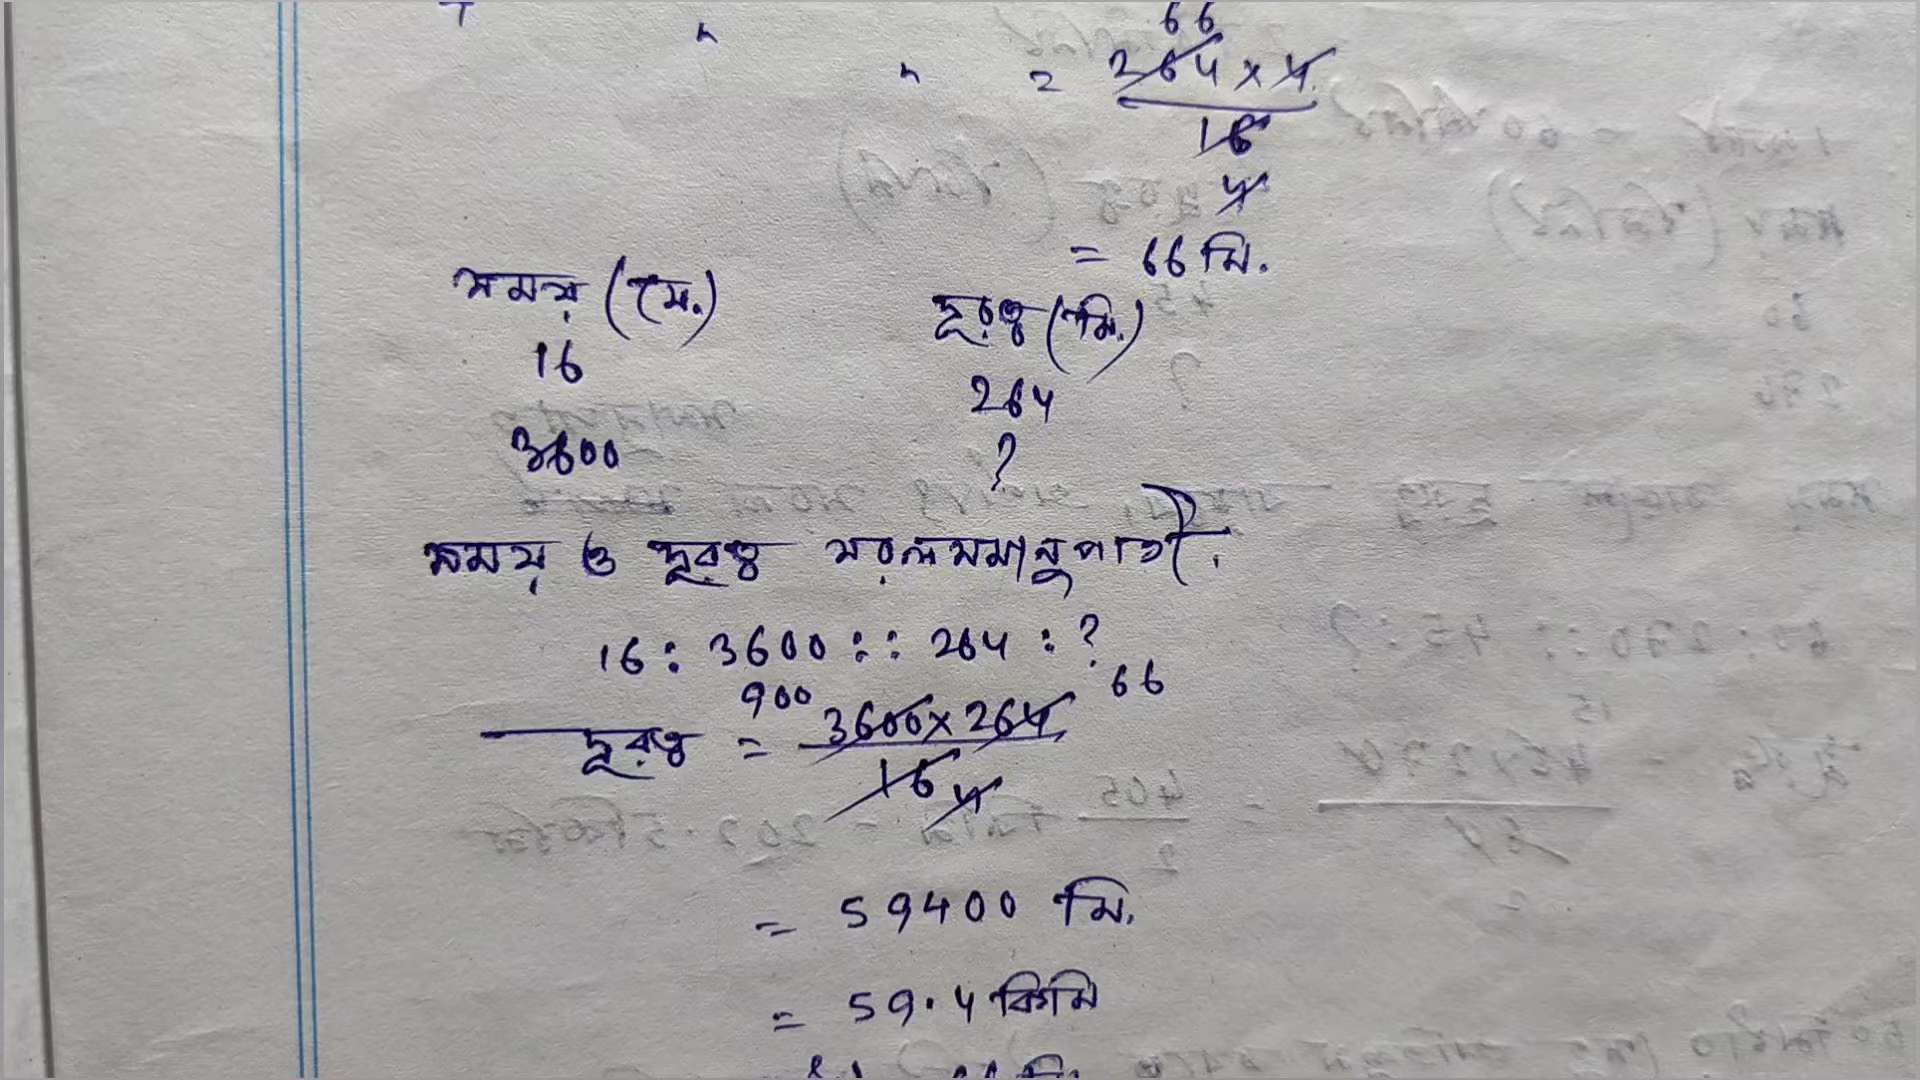 66
" = 264 x 4
16
4
= 66 মি.
সময় (সে.) দূরত্ব (মি.)
16 264
3600 ?
সময় ও দূরত্ব সরলসমানুপাতী.
16 : 3600 :: 264 : ?
900 66
দূরত্ব = 3600 x 264
16 4
= 59400 মি.
= 59.4 কিমি